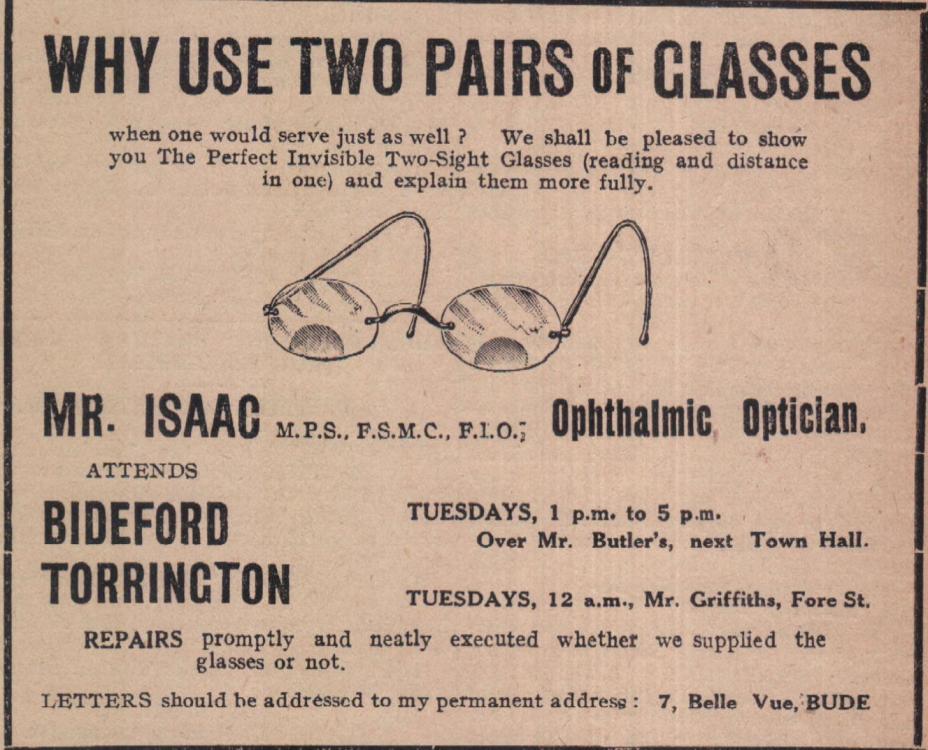 WHY USE TWO PAIRS OF GLASSES
when one would serve just as well ? We shall be pleased to show
you The Perfect Invisible Two-Sight Glasses (reading and distance
in one) and explain them more fully.
MR. ISAAC M.P.S., F.S.M.C., F.I.O.; Ophthalmic Optician.
ATTENDS
BIDEFORD TUESDAYS, 1 p.m. to 5 p.m.
Over Mr. Butler's, next Town Hall.
TORRINGTON TUESDAYS, 12 a.m., Mr. Griffiths, Fore St.
REPAIRS promptly and neatly executed whether we supplied the
glasses or not.
LETTERS should be addressed to my permanent address : 7, Belle Vue, BUDE